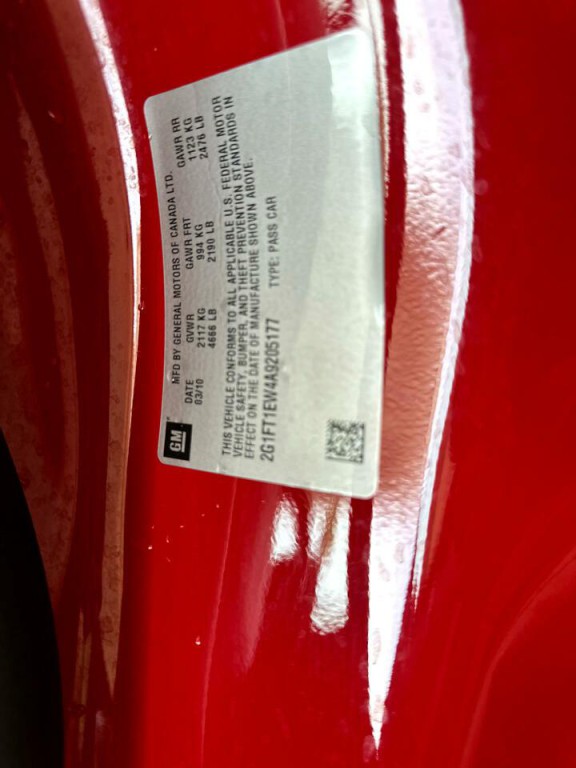 GM
MFD BY GENERAL MOTORS OF CANADA LTD.
DATE GVWR GAWR FRT GAWR RR
03/10 2117 KG 994 KG 1123 KG
4666 LB 2190 LB 2476 LB
THIS VEHICLE CONFORMS TO ALL APPLICABLE U.S. FEDERAL MOTOR
VEHICLE SAFETY, BUMPER, AND THEFT PREVENTION STANDARDS IN
EFFECT ON THE DATE OF MANUFACTURE SHOWN ABOVE.
2G1FT1EW4A9205177 TYPE: PASS CAR